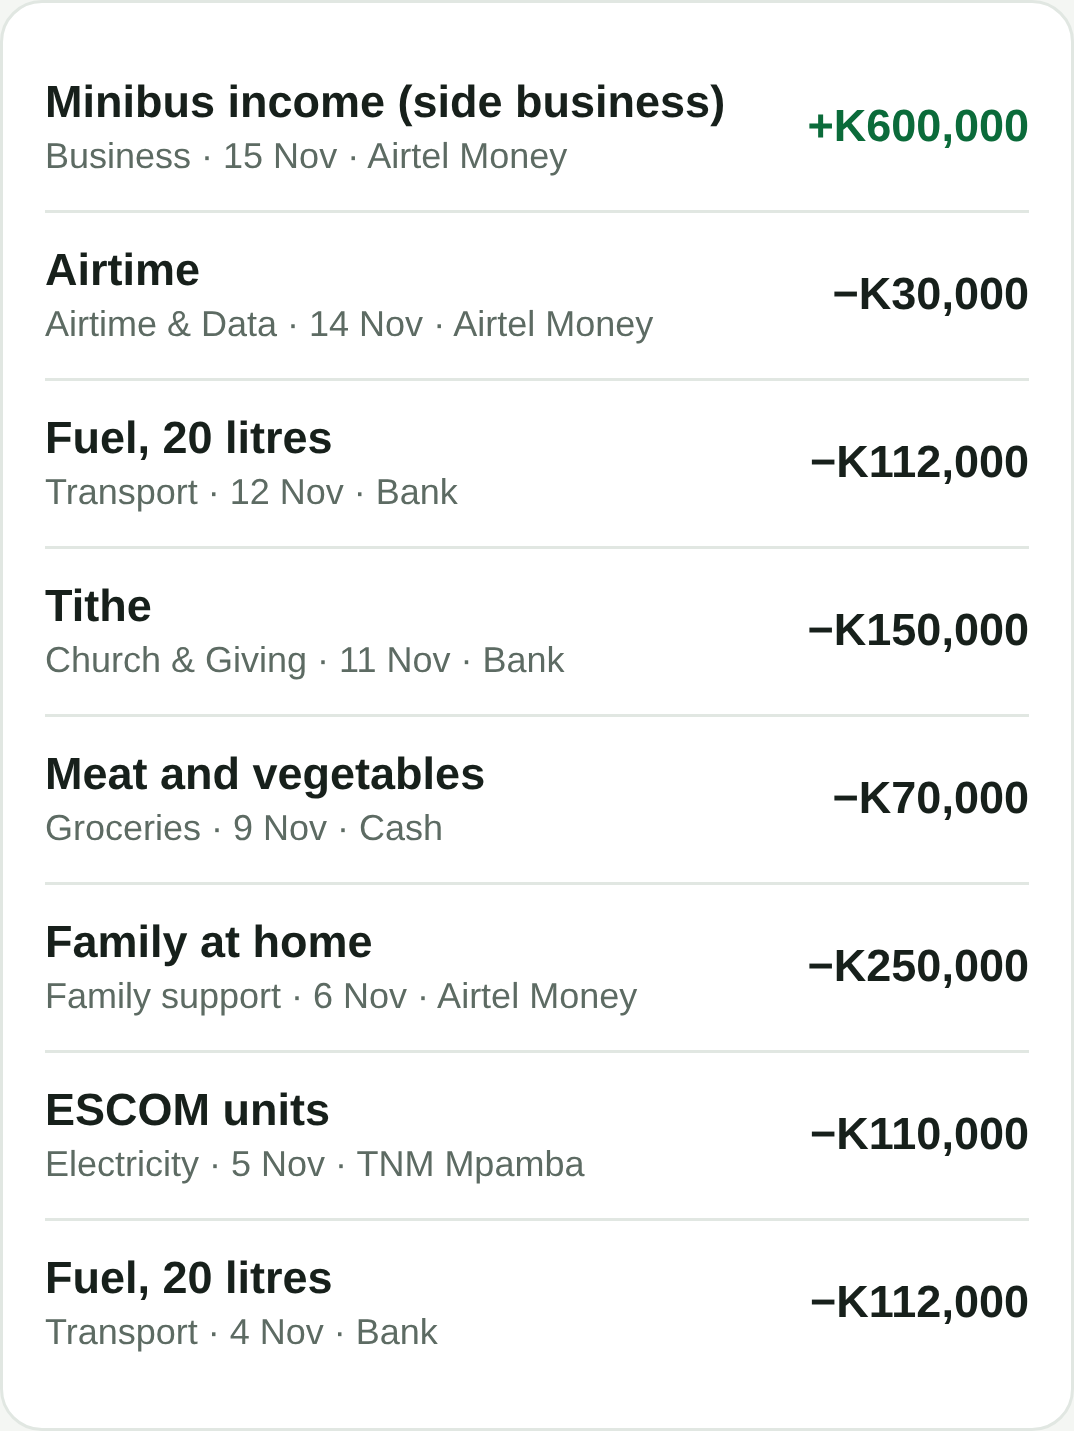 Minibus income (side business)
+K600,000
Business · 15 Nov · Airtel Money
Airtime
−K30,000
Airtime & Data · 14 Nov · Airtel Money
Fuel, 20 litres
−K112,000
Transport · 12 Nov · Bank
Tithe
−K150,000
Church & Giving · 11 Nov · Bank
Meat and vegetables
−K70,000
Groceries · 9 Nov · Cash
Family at home
−K250,000
Family support · 6 Nov · Airtel Money
ESCOM units
−K110,000
Electricity · 5 Nov · TNM Mpamba
Fuel, 20 litres
−K112,000
Transport · 4 Nov · Bank